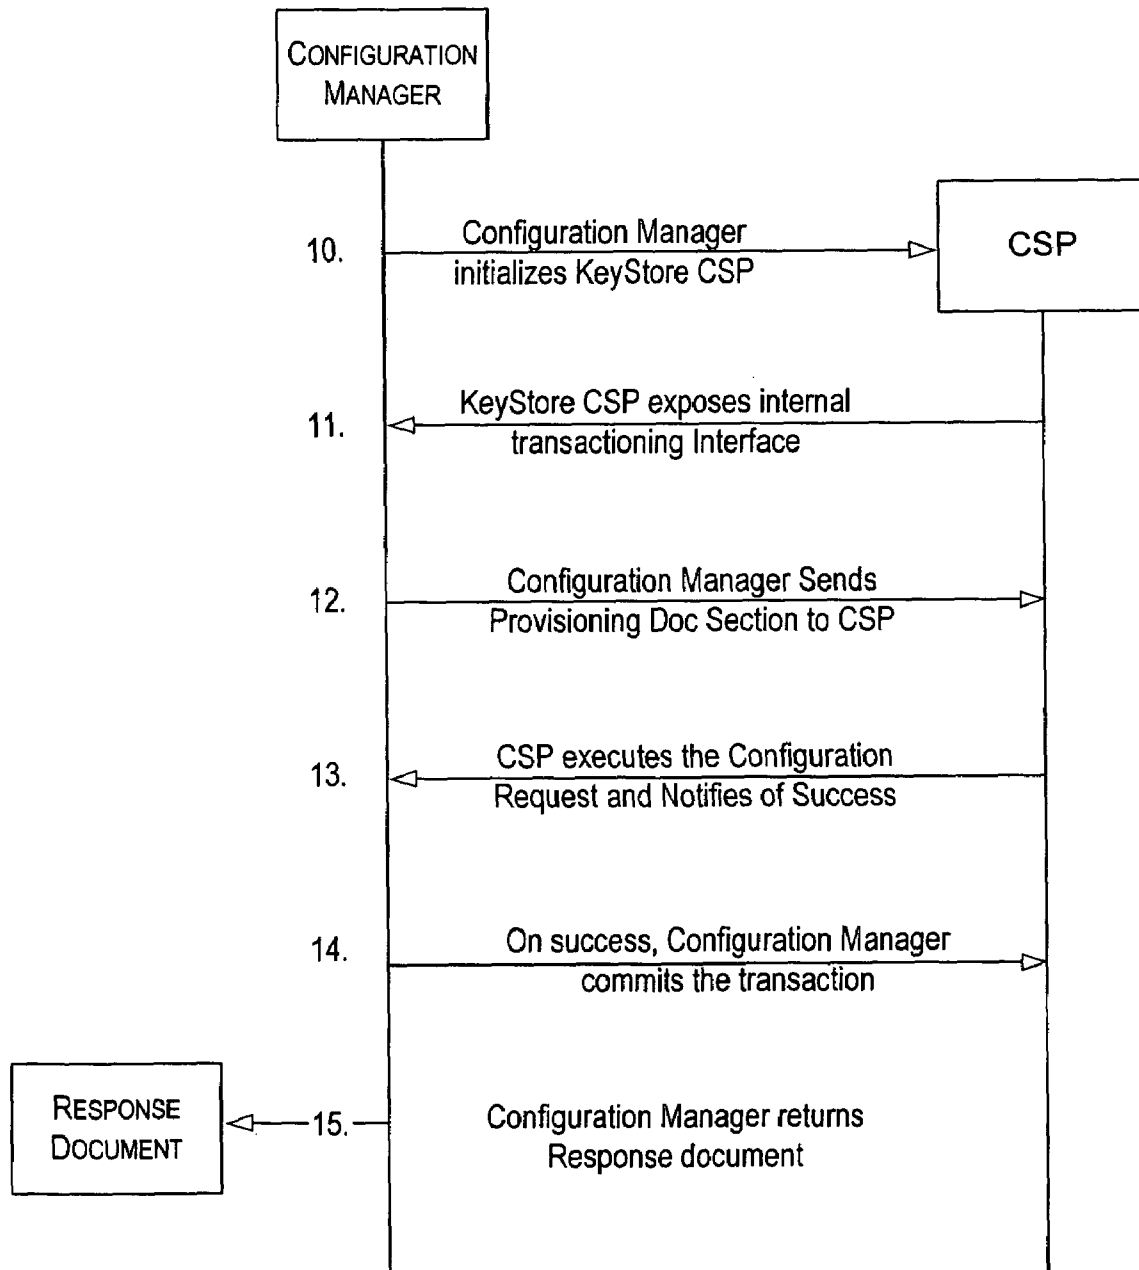 CONFIGURATION
MANAGER
CSP
10.
Configuration Manager
initializes KeyStore CSP
11.
KeyStore CSP exposes internal
transactioning Interface
12.
Configuration Manager Sends
Provisioning Doc Section to CSP
13.
CSP executes the Configuration
Request and Notifies of Success
14.
On success, Configuration Manager
commits the transaction
RESPONSE
DOCUMENT
15.
Configuration Manager returns
Response document